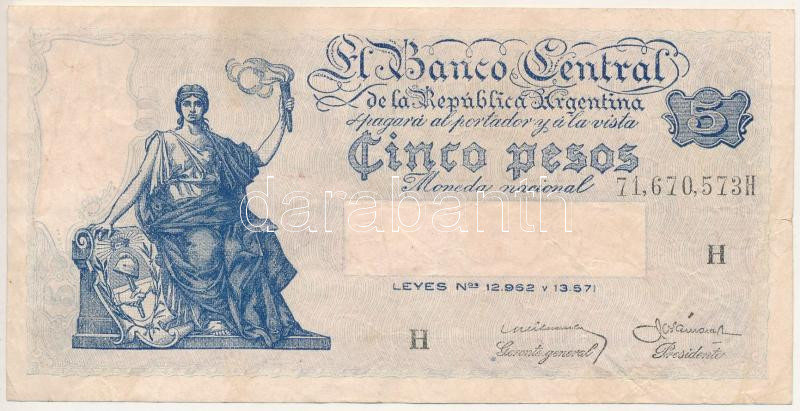 El Banco Central
de la República Argentina
pagará al portador y á la vista
5
Cinco pesos
Moneda nacional
71,670,573H
darabanth
H
LEYES Nos 12.962 Y 13.571
H
Gerente general
Presidente